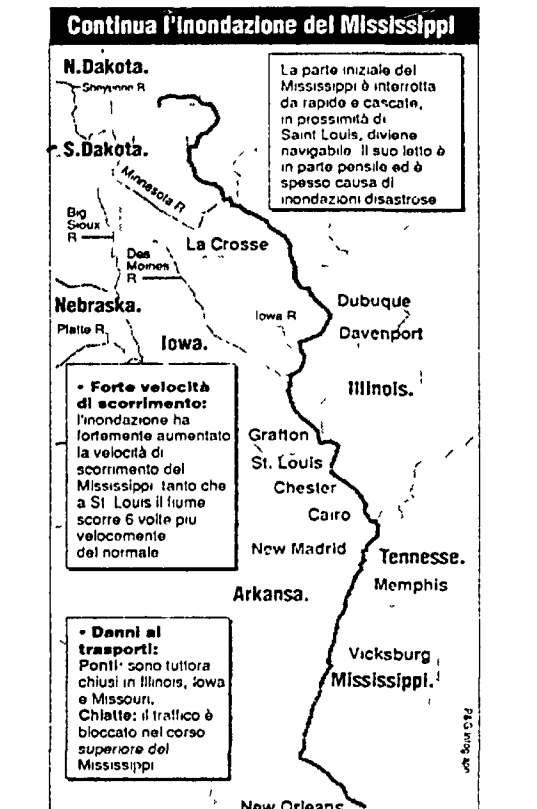 Continua l'Inondazione del Mississippi
N.Dakota.
Sheyenne R
La parte iniziale del
Mississippi è interrotta
da rapide e cascate,
in prossimità di
Saint Louis, diviene
navigabile Il suo letto è
in parte pensile ed è
spesso causa di
inondazioni disastrose
S.Dakota.
Minnesota R
Big
Sioux
R
La Crosse
Des
Moines
R
Nebraska.
Platte R
Iowa R
Dubuque
Davenport
Iowa.
Illinois.
• Forte velocità
di scorrimento:
l'inondazione ha
fortemente aumentato
la velocità di
scorrimento del
Mississippi tanto che
a St Louis il fiume
scorre 6 volte più
velocemente
del normale
Grafton
St. Louis
Chester
Cairo
New Madrid
Tennesse.
Memphis
Arkansa.
• Danni ai
trasporti:
Ponti: sono tuttora
chiusi in Illinois, Iowa
e Missouri.
Chiatte: il traffico è
bloccato nel corso
superiore del
Mississippi
Vicksburg
Mississippi.
P&G Infograph
New Orleans